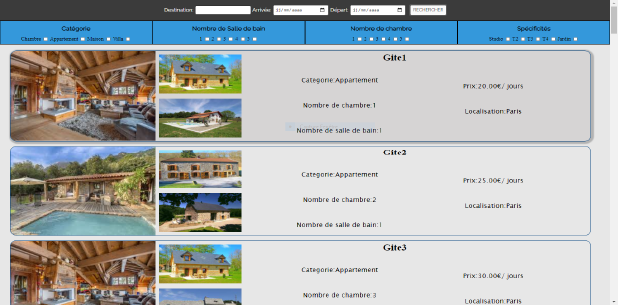 Destination: Arrivée: jj/mm/aaaa Départ: jj/mm/aaaa RECHERCHER
Catégorie Nombre de Salle de bain Nombre de chambre Spécificités
Chambre Appartement Maison Villa 1 2 3 4 5 1 2 3 4 5 Studio T2 T3 T4 Jardin
Gite1
Categorie:Appartement
Prix:20.00€/ jours
Nombre de chambre:1
Localisation:Paris
Nombre de salle de bain:1
Gite2
Categorie:Appartement
Prix:25.00€/ jours
Nombre de chambre:2
Localisation:Paris
Nombre de salle de bain:1
Gite3
Categorie:Appartement
Prix:30.00€/ jours
Nombre de chambre:3
Localisation:Paris